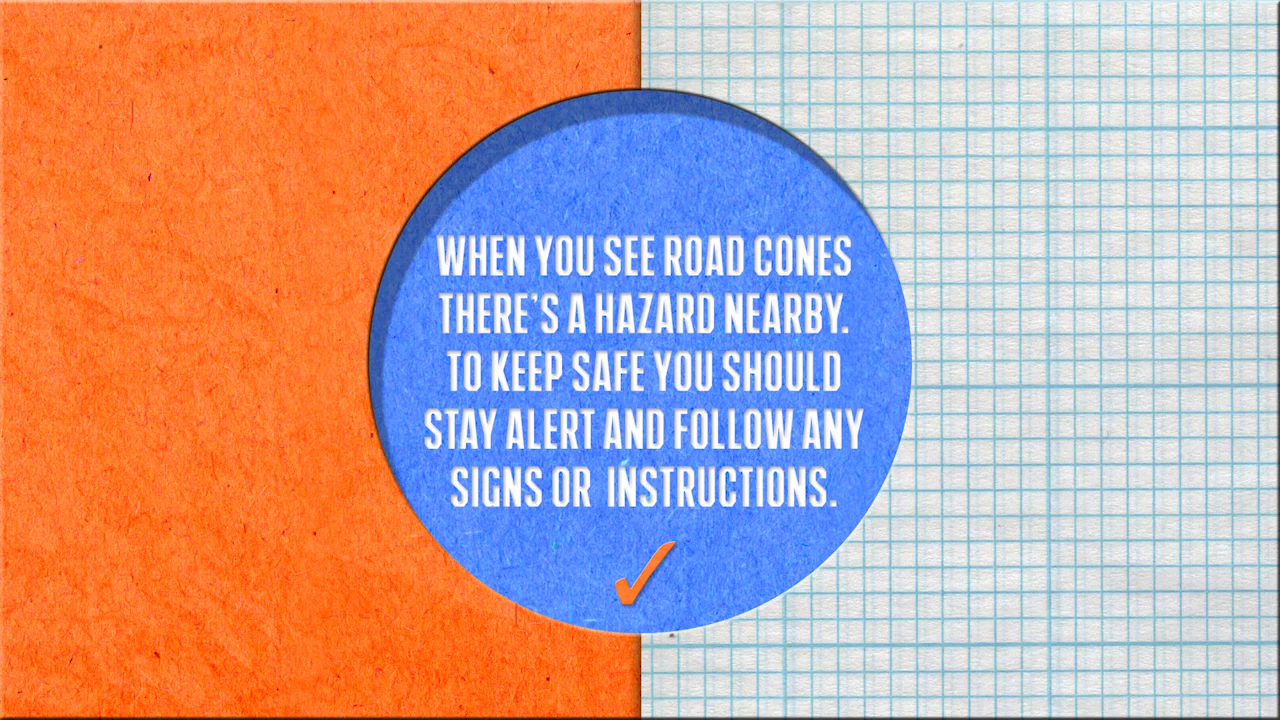 WHEN YOU SEE ROAD CONES
THERE'S A HAZARD NEARBY.
TO KEEP SAFE YOU SHOULD
STAY ALERT AND FOLLOW ANY
SIGNS OR INSTRUCTIONS.